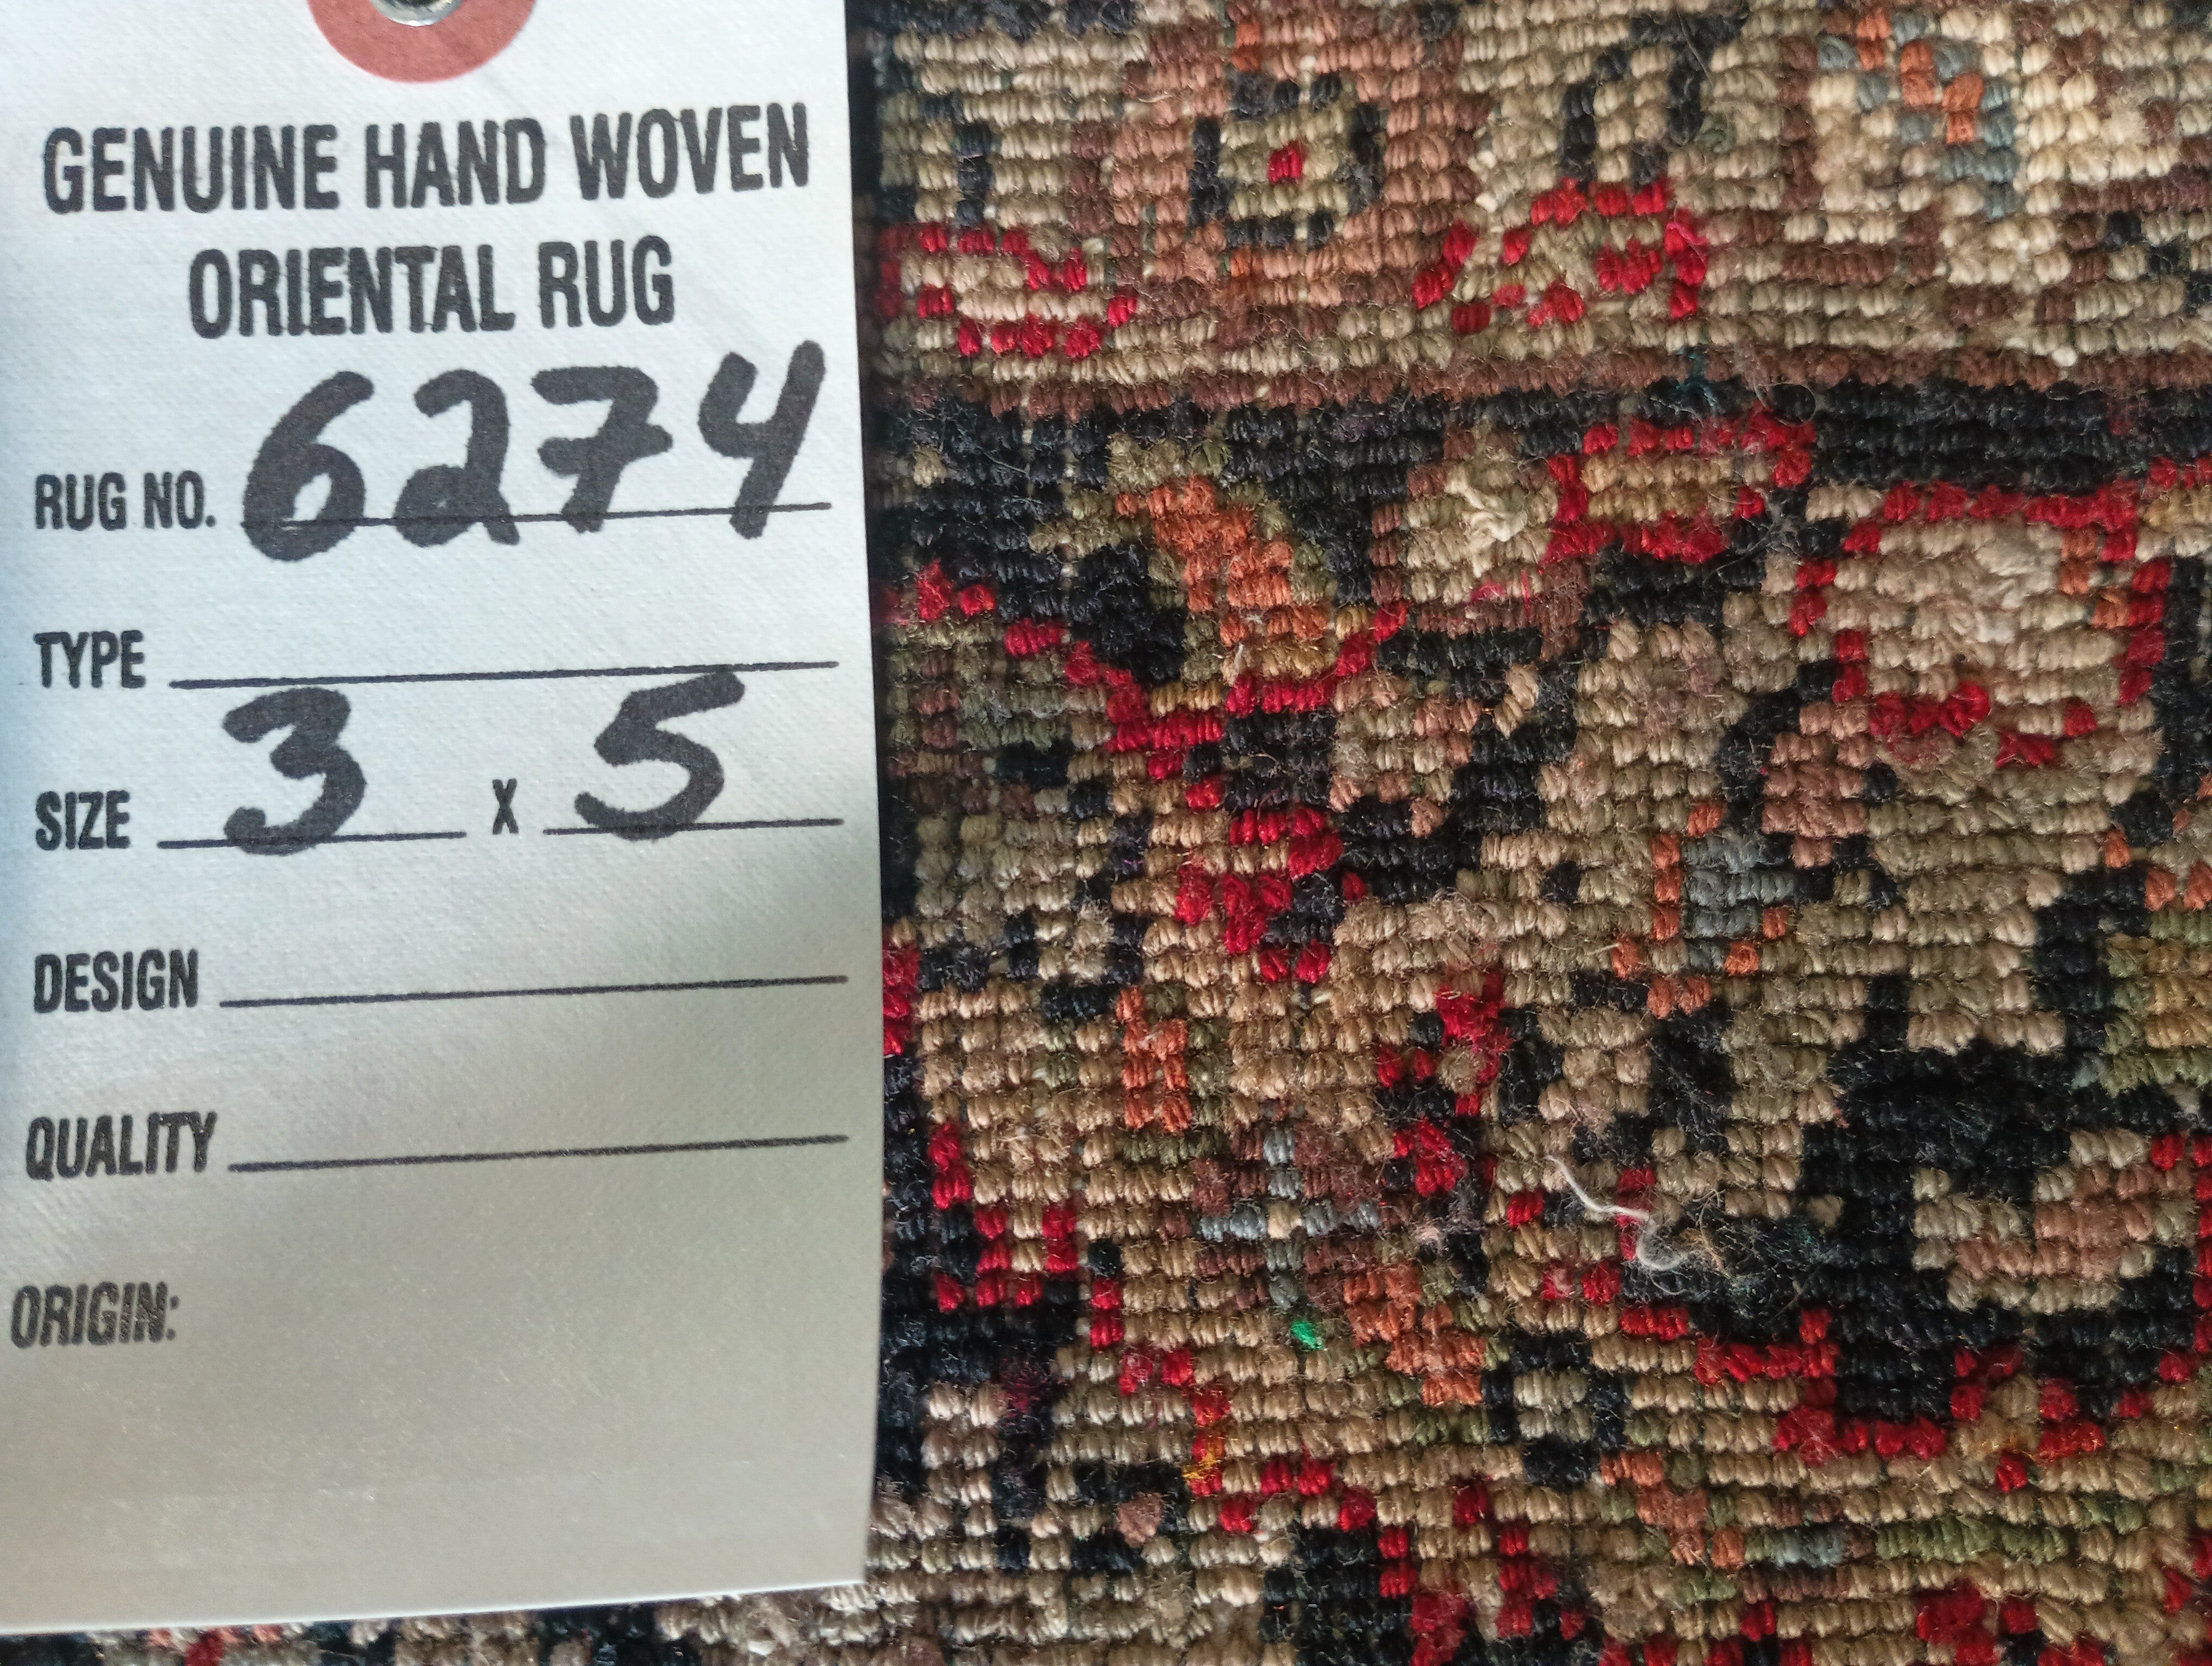 GENUINE HAND WOVEN
ORIENTAL RUG
RUG NO. 6274
TYPE
SIZE 3 X 5
DESIGN
QUALITY
ORIGIN: